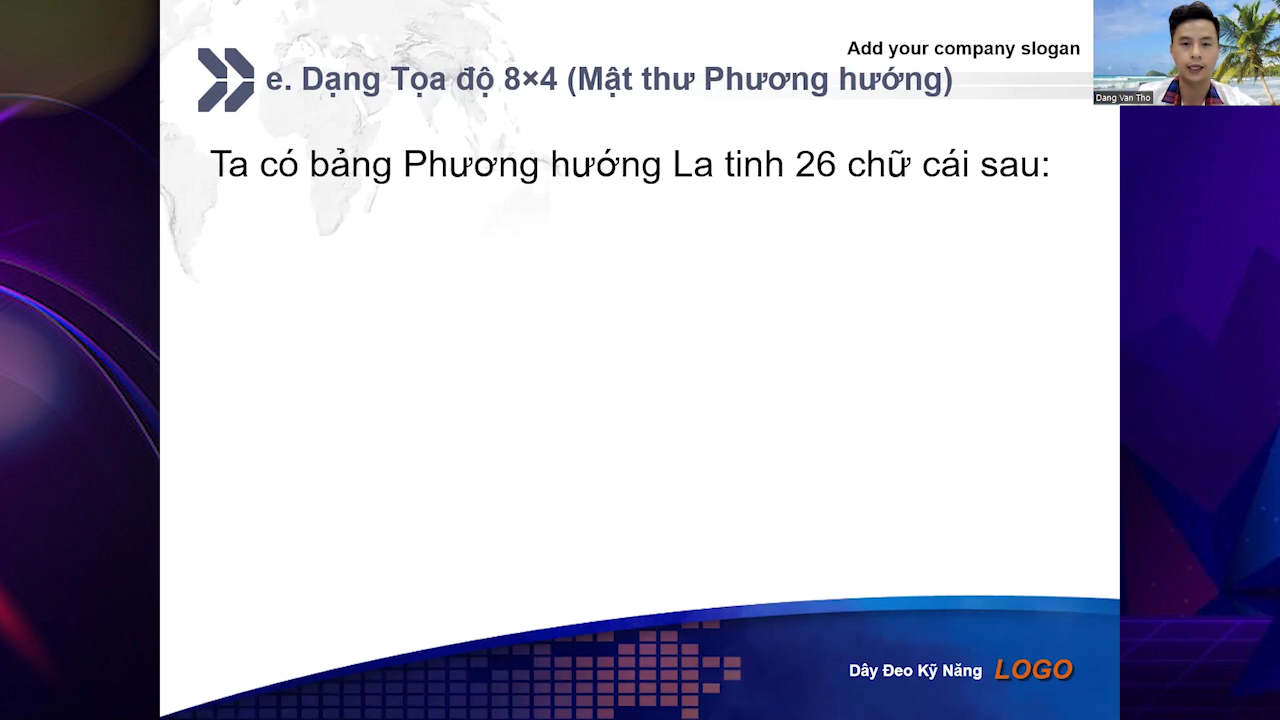 Add your company slogan
e. Dạng Tọa độ 8×4 (Mật thư Phương hướng)
Dang Van Tho
Ta có bảng Phương hướng La tinh 26 chữ cái sau:
Dây Đeo Kỹ Năng LOGO